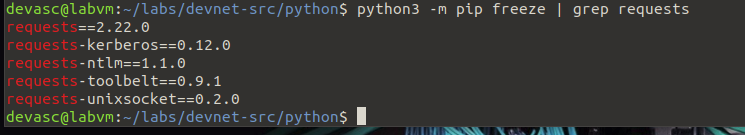 devasc@labvm:~/labs/devnet-src/python$ python3 -m pip freeze | grep requests
requests==2.22.0
requests-kerberos==0.12.0
requests-ntlm==1.1.0
requests-toolbelt==0.9.1
requests-unixsocket==0.2.0
devasc@labvm:~/labs/devnet-src/python$